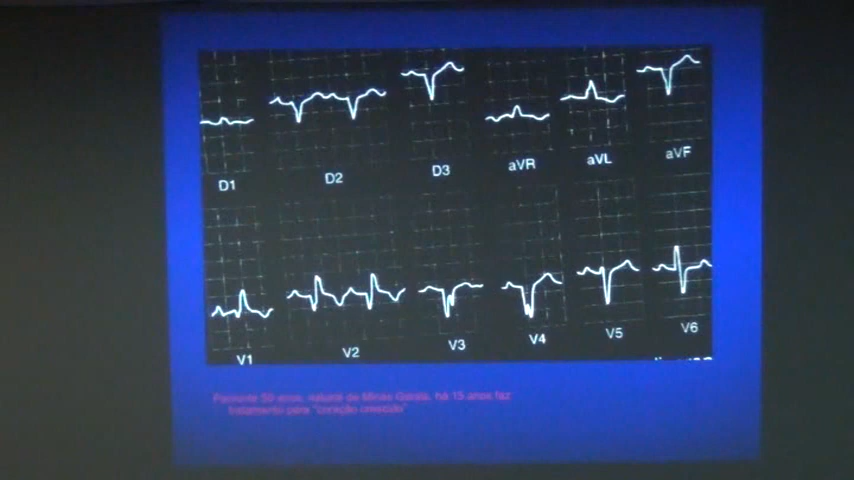 D1 D2 D3 aVR aVL aVF
V1 V2 V3 V4 V5 V6
Paciente 50 anos, natural de Minas Gerais, há 15 anos faz
tratamento para "coração crescido"